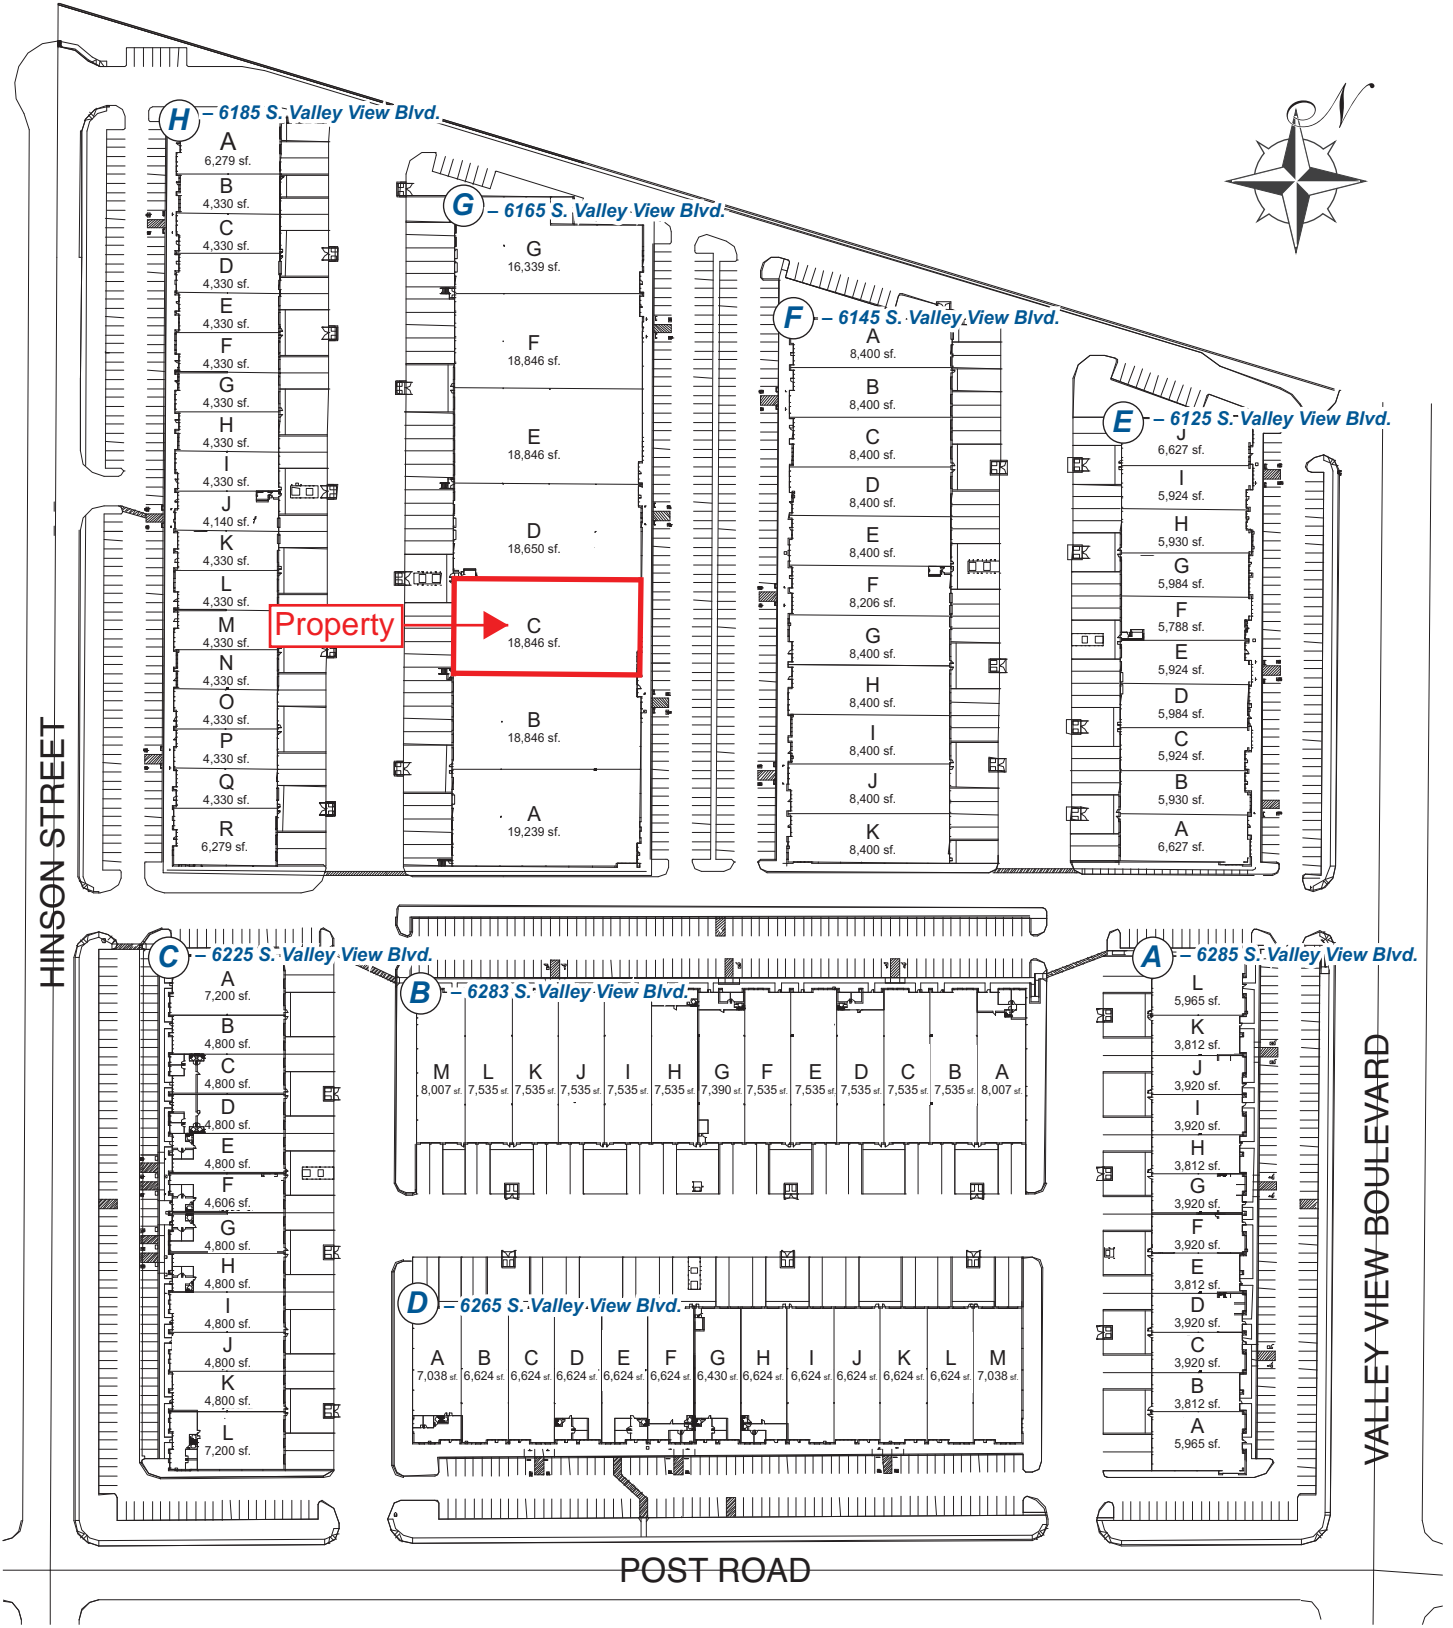 N
H – 6185 S. Valley View Blvd.
A
6,279 sf.
B
4,330 sf.
C
4,330 sf.
D
4,330 sf.
E
4,330 sf.
F
4,330 sf.
G
4,330 sf.
H
4,330 sf.
I
4,330 sf.
J
4,140 sf.
K
4,330 sf.
L
4,330 sf.
M
4,330 sf.
N
4,330 sf.
O
4,330 sf.
P
4,330 sf.
Q
4,330 sf.
R
6,279 sf.
G – 6165 S. Valley View Blvd.
G
16,339 sf.
F
18,846 sf.
E
18,846 sf.
D
18,650 sf.
Property
C
18,846 sf.
B
18,846 sf.
A
19,239 sf.
F – 6145 S. Valley View Blvd.
A
8,400 sf.
B
8,400 sf.
C
8,400 sf.
D
8,400 sf.
E
8,400 sf.
F
8,206 sf.
G
8,400 sf.
H
8,400 sf.
I
8,400 sf.
J
8,400 sf.
K
8,400 sf.
E – 6125 S. Valley View Blvd.
J
6,627 sf.
I
5,924 sf.
H
5,930 sf.
G
5,984 sf.
F
5,788 sf.
E
5,924 sf.
D
5,984 sf.
C
5,924 sf.
B
5,930 sf.
A
6,627 sf.
HINSON STREET
C – 6225 S. Valley View Blvd.
A
7,200 sf.
B
4,800 sf.
C
4,800 sf.
D
4,800 sf.
E
4,800 sf.
F
4,606 sf.
G
4,800 sf.
H
4,800 sf.
I
4,800 sf.
J
4,800 sf.
K
4,800 sf.
L
7,200 sf.
B – 6283 S. Valley View Blvd.
M L K J I H G F E D C B A
8,007 sf. 7,535 sf. 7,535 sf. 7,535 sf. 7,535 sf. 7,535 sf. 7,390 sf. 7,535 sf. 7,535 sf. 7,535 sf. 7,535 sf. 7,535 sf. 8,007 sf.
D – 6265 S. Valley View Blvd.
A B C D E F G H I J K L M
7,038 sf. 6,624 sf. 6,624 sf. 6,624 sf. 6,624 sf. 6,624 sf. 6,430 sf. 6,624 sf. 6,624 sf. 6,624 sf. 6,624 sf. 6,624 sf. 7,038 sf.
A – 6285 S. Valley View Blvd.
L
5,965 sf.
K
3,812 sf.
J
3,920 sf.
I
3,920 sf.
H
3,812 sf.
G
3,920 sf.
F
3,920 sf.
E
3,812 sf.
D
3,920 sf.
C
3,920 sf.
B
3,812 sf.
A
5,965 sf.
VALLEY VIEW BOULEVARD
POST ROAD